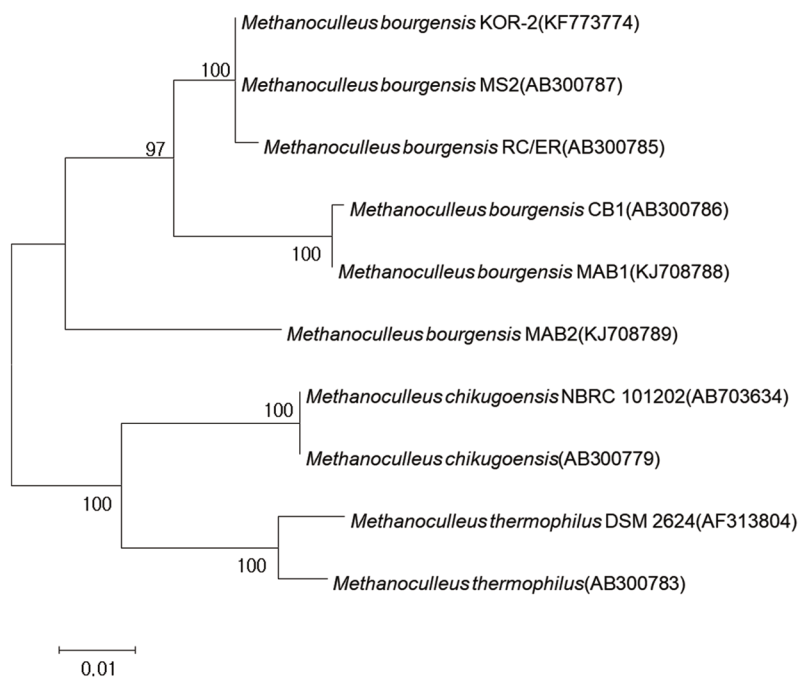 Methanoculleus bourgensis KOR-2(KF773774)
100
Methanoculleus bourgensis MS2(AB300787)
97
Methanoculleus bourgensis RC/ER(AB300785)
Methanoculleus bourgensis CB1(AB300786)
100
Methanoculleus bourgensis MAB1(KJ708788)
Methanoculleus bourgensis MAB2(KJ708789)
Methanoculleus chikugoensis NBRC 101202(AB703634)
100
Methanoculleus chikugoensis(AB300779)
100
Methanoculleus thermophilus DSM 2624(AF313804)
100
Methanoculleus thermophilus(AB300783)
0.01